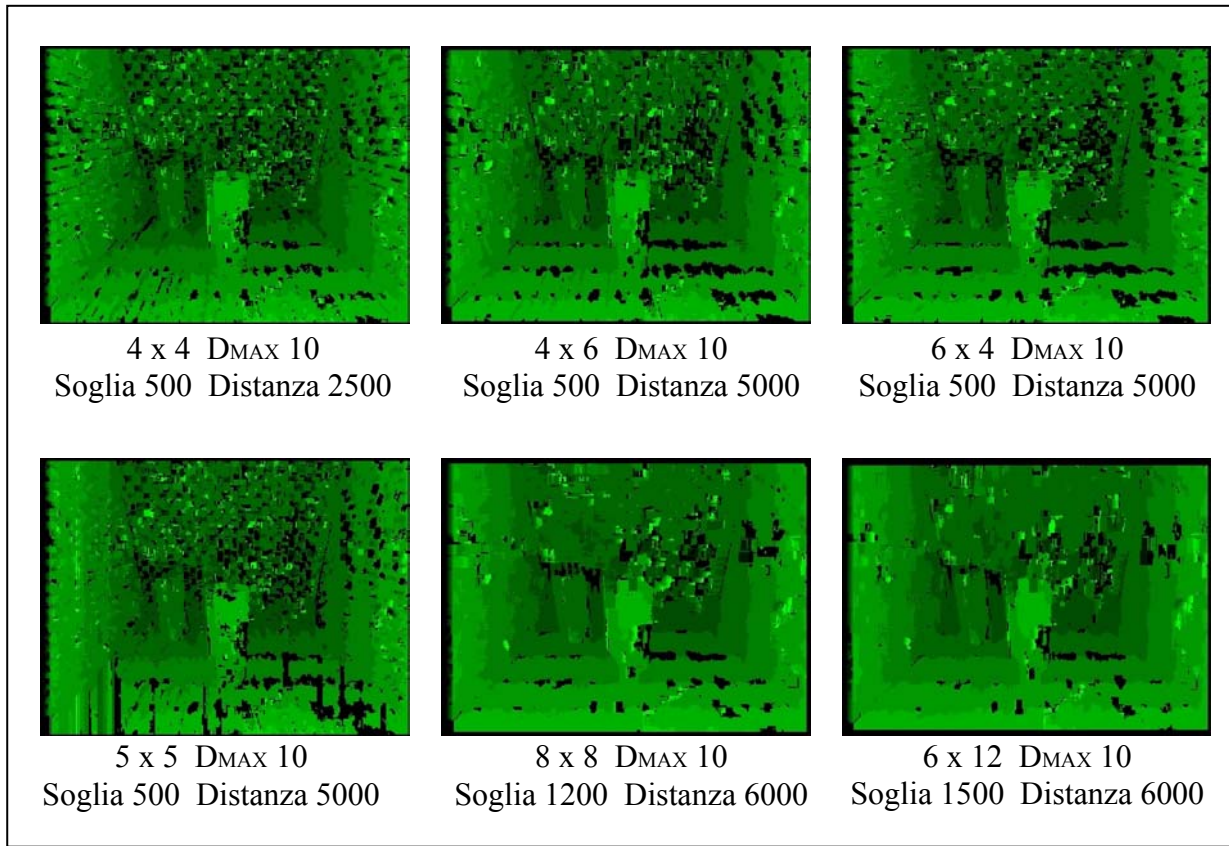 4 x 4 DMAX 10
Soglia 500 Distanza 2500
4 x 6 DMAX 10
Soglia 500 Distanza 5000
6 x 4 DMAX 10
Soglia 500 Distanza 5000
5 x 5 DMAX 10
Soglia 500 Distanza 5000
8 x 8 DMAX 10
Soglia 1200 Distanza 6000
6 x 12 DMAX 10
Soglia 1500 Distanza 6000